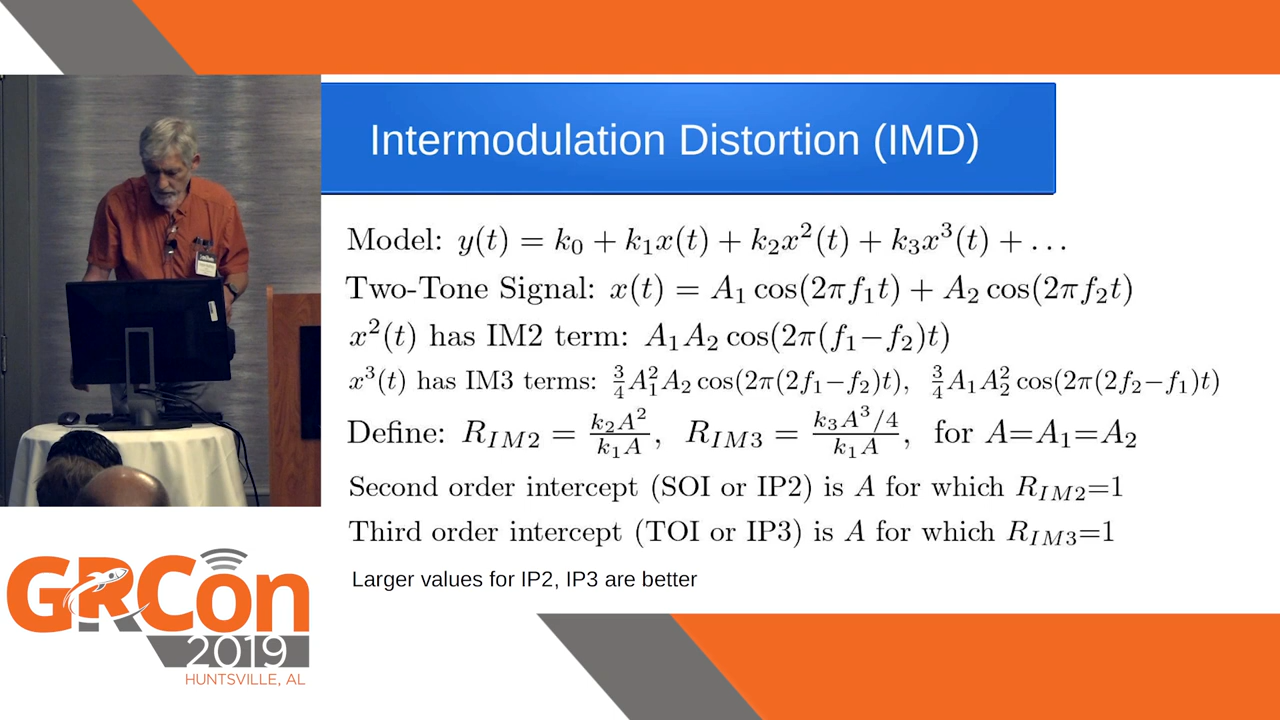 Intermodulation Distortion (IMD)
Model: y(t) = k₀ + k₁x(t) + k₂x²(t) + k₃x³(t) + . . .
Two-Tone Signal: x(t) = A₁ cos(2πf₁t) + A₂ cos(2πf₂t)
x²(t) has IM2 term: A₁A₂ cos(2π(f₁−f₂)t)
x³(t) has IM3 terms: 3/4 A₁²A₂ cos(2π(2f₁−f₂)t), 3/4 A₁A₂² cos(2π(2f₂−f₁)t)
Define: R_IM2 = k₂A²/k₁A, R_IM3 = (k₃A³/4)/k₁A, for A=A₁=A₂
Second order intercept (SOI or IP2) is A for which R_IM2=1
Third order intercept (TOI or IP3) is A for which R_IM3=1
Larger values for IP2, IP3 are better
GRCon
2019
HUNTSVILLE, AL